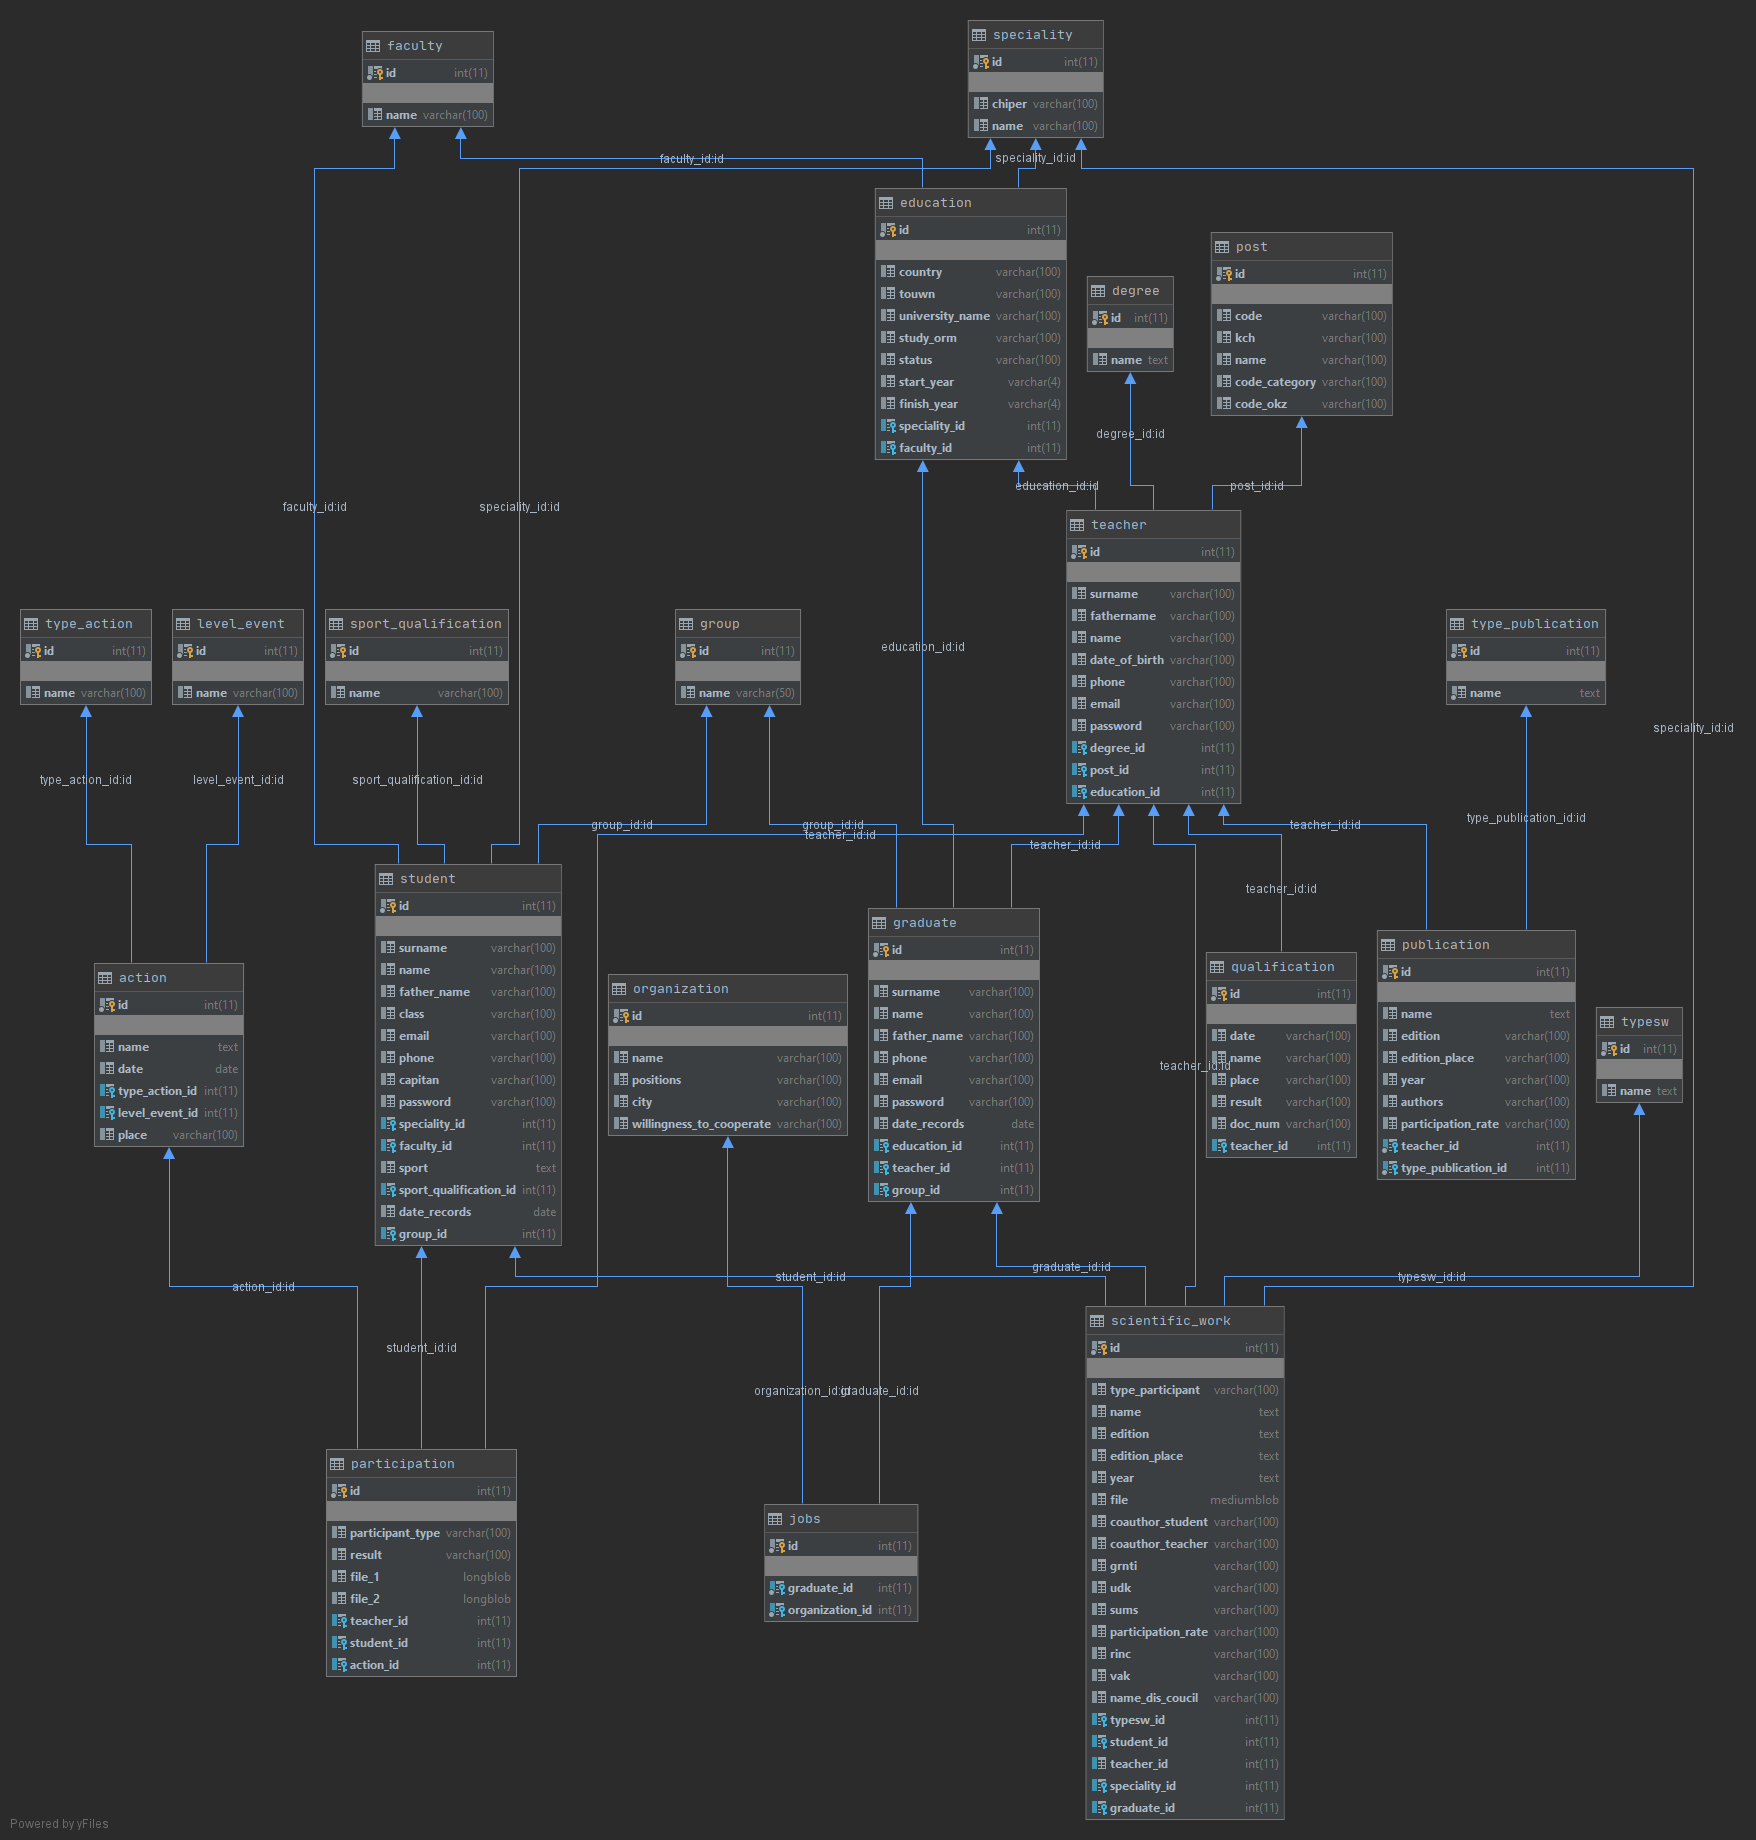 faculty
id int(11)
name varchar(100)
speciality
id int(11)
chiper varchar(100)
name varchar(100)
faculty_id:id
speciality_id:id
education
id int(11)
country varchar(100)
touwn varchar(100)
university_name varchar(100)
study_orm varchar(100)
status varchar(100)
start_year varchar(4)
finish_year varchar(4)
speciality_id int(11)
faculty_id int(11)
degree
id int(11)
name text
post
id int(11)
code varchar(100)
kch varchar(100)
name varchar(100)
code_category varchar(100)
code_okz varchar(100)
degree_id:id
education_id:id
post_id:id
faculty_id:id
speciality_id:id
teacher
id int(11)
surname varchar(100)
fathername varchar(100)
name varchar(100)
date_of_birth varchar(100)
phone varchar(100)
email varchar(100)
password varchar(100)
degree_id int(11)
post_id int(11)
education_id int(11)
type_action
id int(11)
name varchar(100)
level_event
id int(11)
name varchar(100)
sport_qualification
id int(11)
name varchar(100)
group
id int(11)
name varchar(50)
type_publication
id int(11)
name text
education_id:id
speciality_id:id
type_action_id:id
level_event_id:id
sport_qualification_id:id
type_publication_id:id
group_id:id
group_id:id
teacher_id:id
teacher_id:id
teacher_id:id
teacher_id:id
student
id int(11)
surname varchar(100)
name varchar(100)
father_name varchar(100)
class varchar(100)
email varchar(100)
phone varchar(100)
capitan varchar(100)
password varchar(100)
speciality_id int(11)
faculty_id int(11)
sport text
sport_qualification_id int(11)
date_records date
group_id int(11)
graduate
id int(11)
surname varchar(100)
name varchar(100)
father_name varchar(100)
phone varchar(100)
email varchar(100)
password varchar(100)
date_records date
education_id int(11)
teacher_id int(11)
group_id int(11)
action
id int(11)
name text
date date
type_action_id int(11)
level_event_id int(11)
place varchar(100)
organization
id int(11)
name varchar(100)
positions varchar(100)
city varchar(100)
willingness_to_cooperate varchar(100)
qualification
id int(11)
date varchar(100)
name varchar(100)
place varchar(100)
result varchar(100)
doc_num varchar(100)
teacher_id int(11)
teacher_id:id
publication
id int(11)
name text
edition varchar(100)
edition_place varchar(100)
year varchar(100)
authors varchar(100)
participation_rate varchar(100)
teacher_id int(11)
type_publication_id int(11)
typesw
id int(11)
name text
action_id:id
student_id:id
graduate_id:id
typesw_id:id
student_id:id
organization_id:id
graduate_id:id
scientific_work
id int(11)
type_participant varchar(100)
name text
edition text
edition_place text
year text
file mediumblob
coauthor_student varchar(100)
coauthor_teacher varchar(100)
grnti varchar(100)
udk varchar(100)
sums varchar(100)
participation_rate varchar(100)
rinc varchar(100)
vak varchar(100)
name_dis_coucil varchar(100)
typesw_id int(11)
student_id int(11)
teacher_id int(11)
speciality_id int(11)
graduate_id int(11)
participation
id int(11)
participant_type varchar(100)
result varchar(100)
file_1 longblob
file_2 longblob
teacher_id int(11)
student_id int(11)
action_id int(11)
jobs
id int(11)
graduate_id int(11)
organization_id int(11)
Powered by yFiles